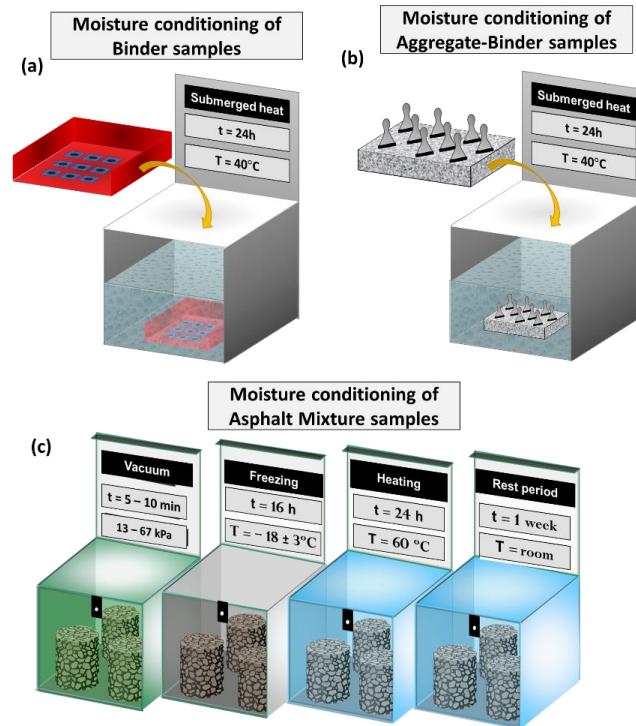 Moisture conditioning of
Binder samples
(a)
Submerged heat
t = 24h
T = 40°C
Moisture conditioning of
Aggregate-Binder samples
(b)
Submerged heat
t = 24h
T = 40°C
Moisture conditioning of
Asphalt Mixture samples
(c)
Vacuum
t = 5 – 10 min
13 – 67 kPa
Freezing
t = 16 h
T = – 18 ± 3°C
Heating
t = 24 h
T = 60 °C
Rest period
t = 1 week
T = room